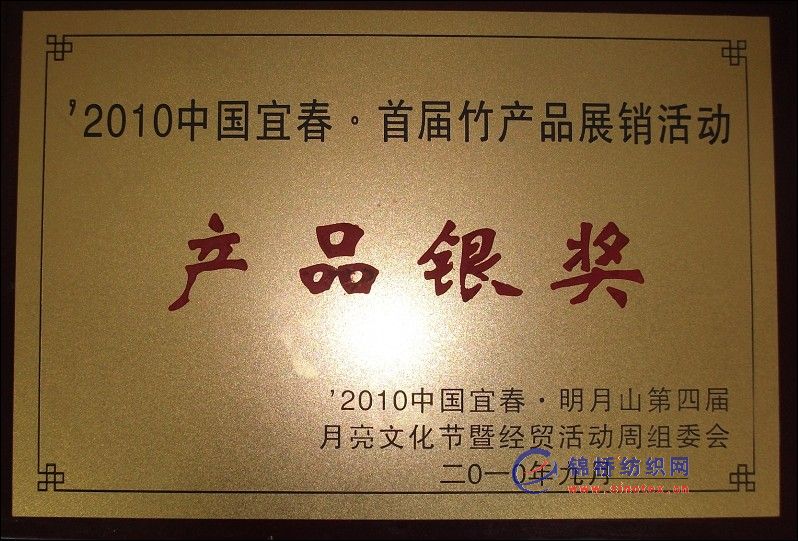 '2010中国宜春·首届竹产品展销活动
产品银奖
'2010中国宜春·明月山第四届
月亮文化节暨经贸活动周组委会
二0一0年九月
锦桥纺织网
www.sinotex.cn